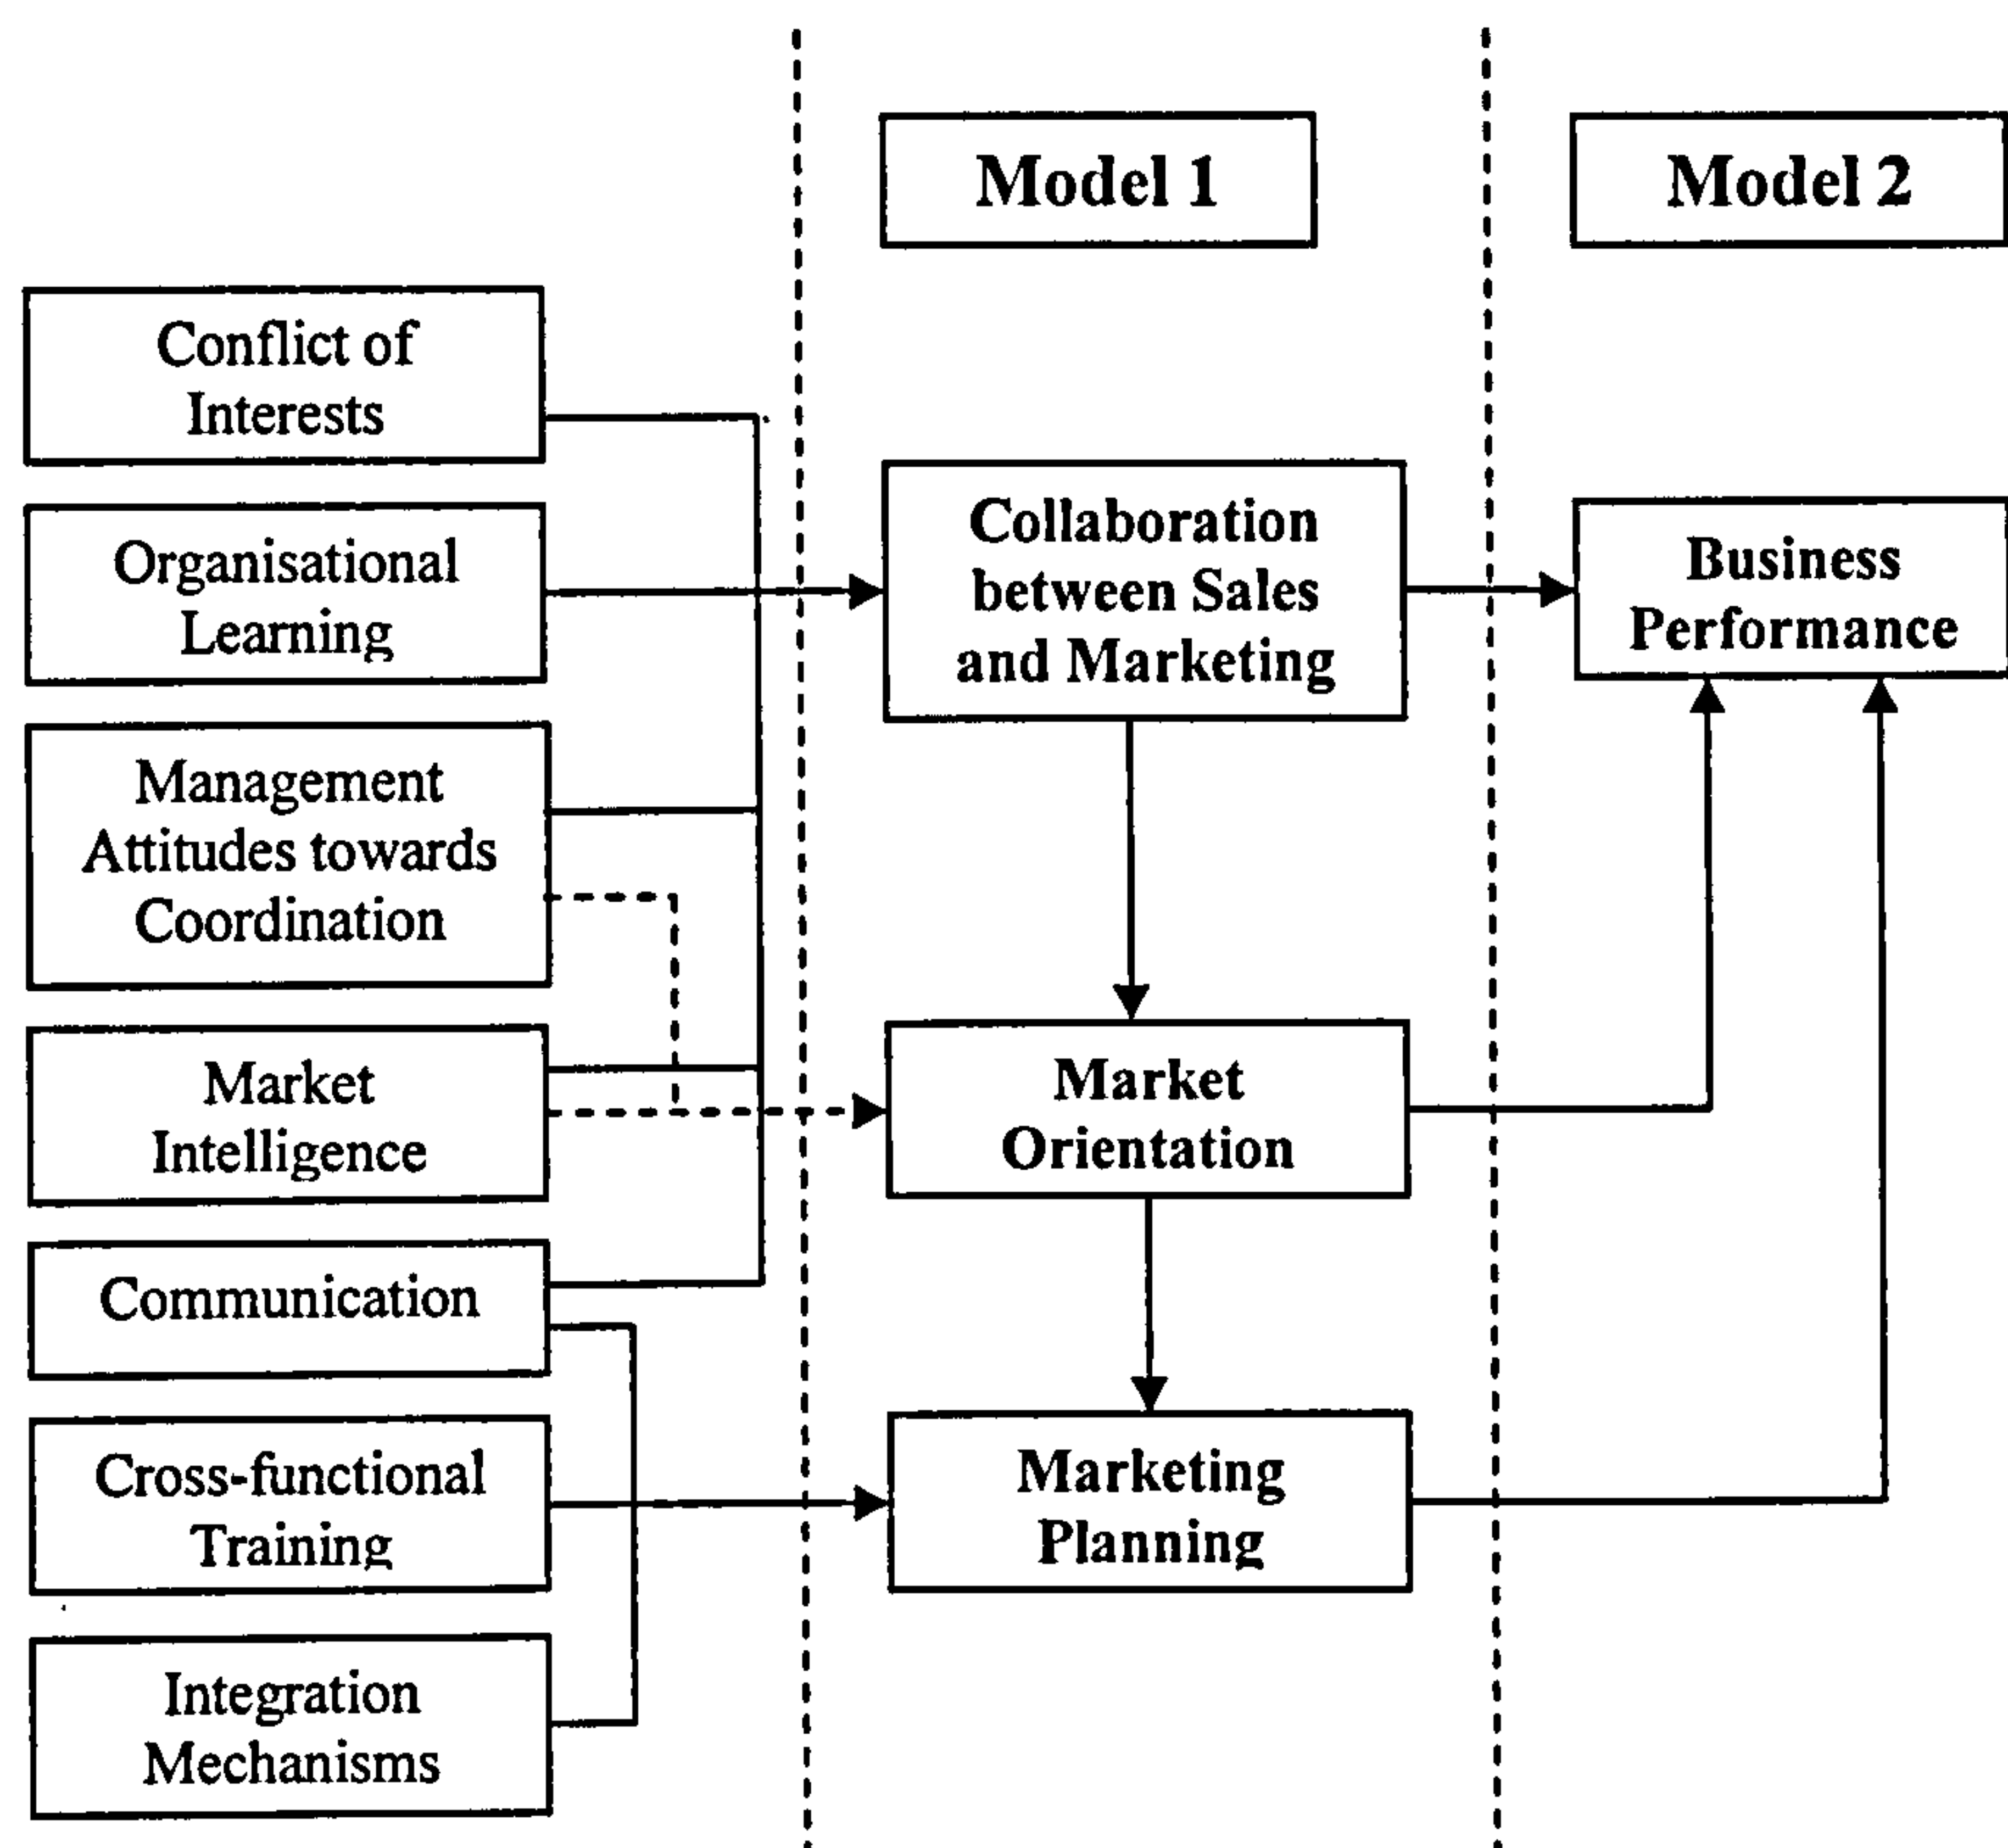 Model 1
Model 2
Conflict of
Interests
Organisational
Learning
Management
Attitudes towards
Coordination
Market
Intelligence
Communication
Cross-functional
Training
Integration
Mechanisms
Collaboration
between Sales
and Marketing
Market
Orientation
Marketing
Planning
Business
Performance